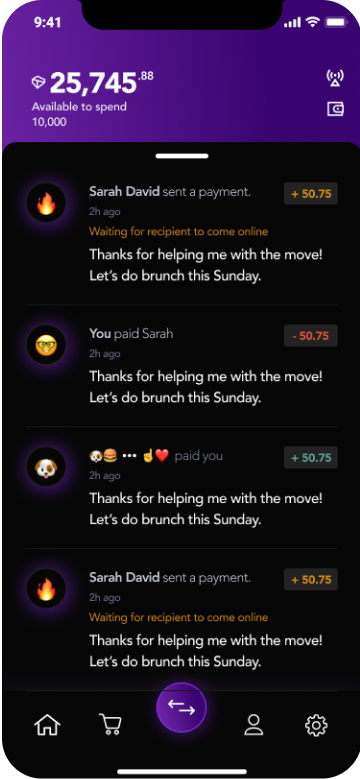 9:41
25,745.88
Available to spend
10,000
Sarah David sent a payment.
+ 50.75
2h ago
Waiting for recipient to come online
Thanks for helping me with the move!
Let's do brunch this Sunday.
You paid Sarah
- 50.75
2h ago
Thanks for helping me with the move!
Let's do brunch this Sunday.
🐶🍔 ••• ☝️❤️ paid you
+ 50.75
2h ago
Thanks for helping me with the move!
Let's do brunch this Sunday.
Sarah David sent a payment.
+ 50.75
2h ago
Waiting for recipient to come online
Thanks for helping me with the move!
Let's do brunch this Sunday.